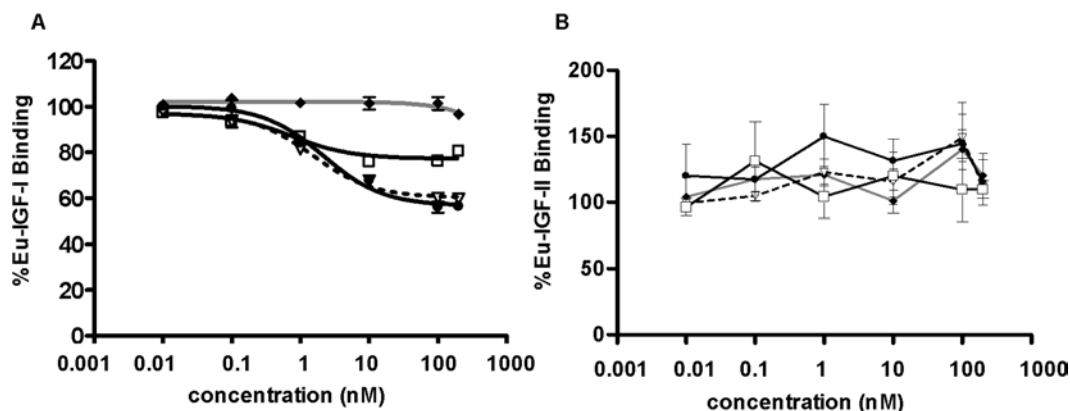 A
120
100
80
60
40
20
0
%Eu-IGF-I Binding
0.001 0.01 0.1 1 10 100 1000
concentration (nM)
B
200
150
100
50
0
%Eu-IGF-II Binding
0.001 0.01 0.1 1 10 100 1000
concentration (nM)